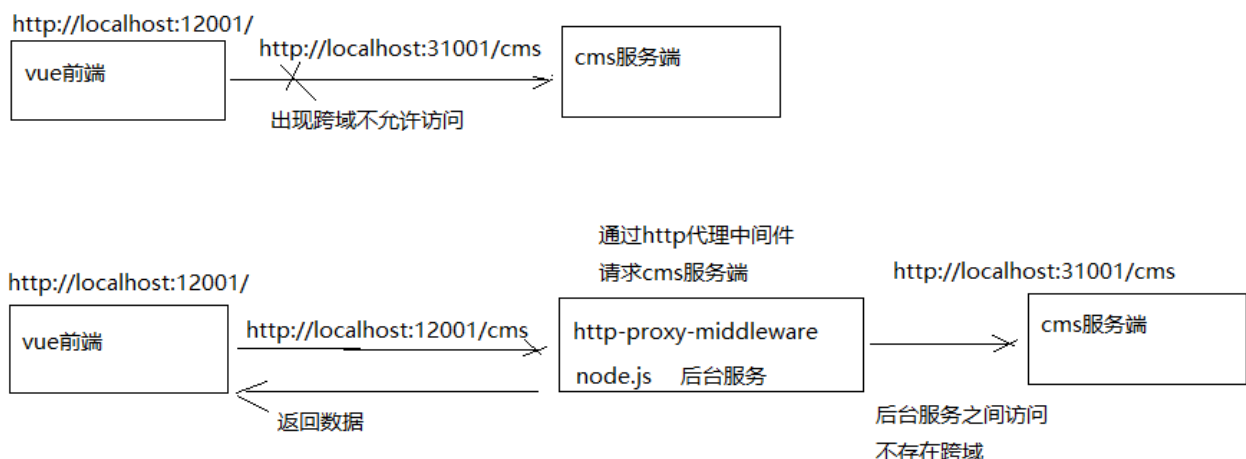 http://localhost:12001/
vue前端
http://localhost:31001/cms
cms服务端
出现跨域不允许访问
通过http代理中间件
请求cms服务端
http://localhost:31001/cms
http://localhost:12001/
vue前端
http://localhost:12001/cms
http-proxy-middleware
node.js 后台服务
cms服务端
返回数据
后台服务之间访问
不存在跨域